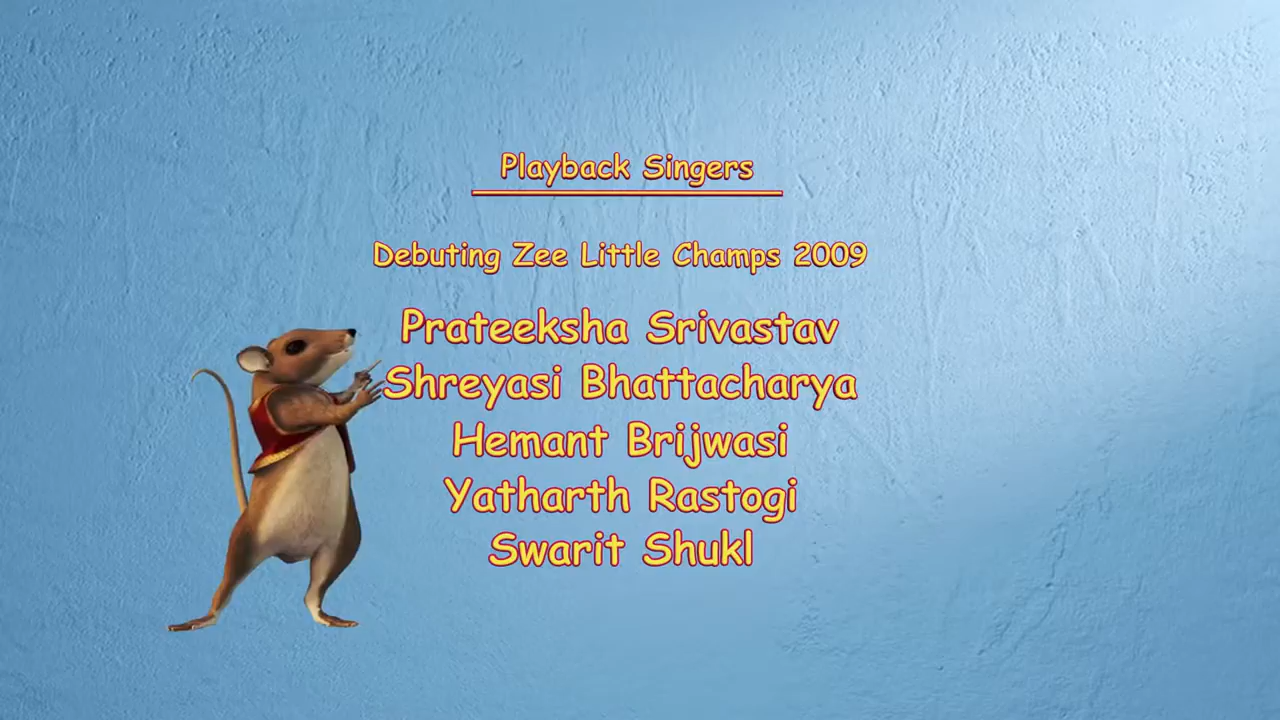 Playback Singers
Debuting Zee Little Champs 2009
Prateeksha Srivastav
Shreyasi Bhattacharya
Hemant Brijwasi
Yatharth Rastogi
Swarit Shukl